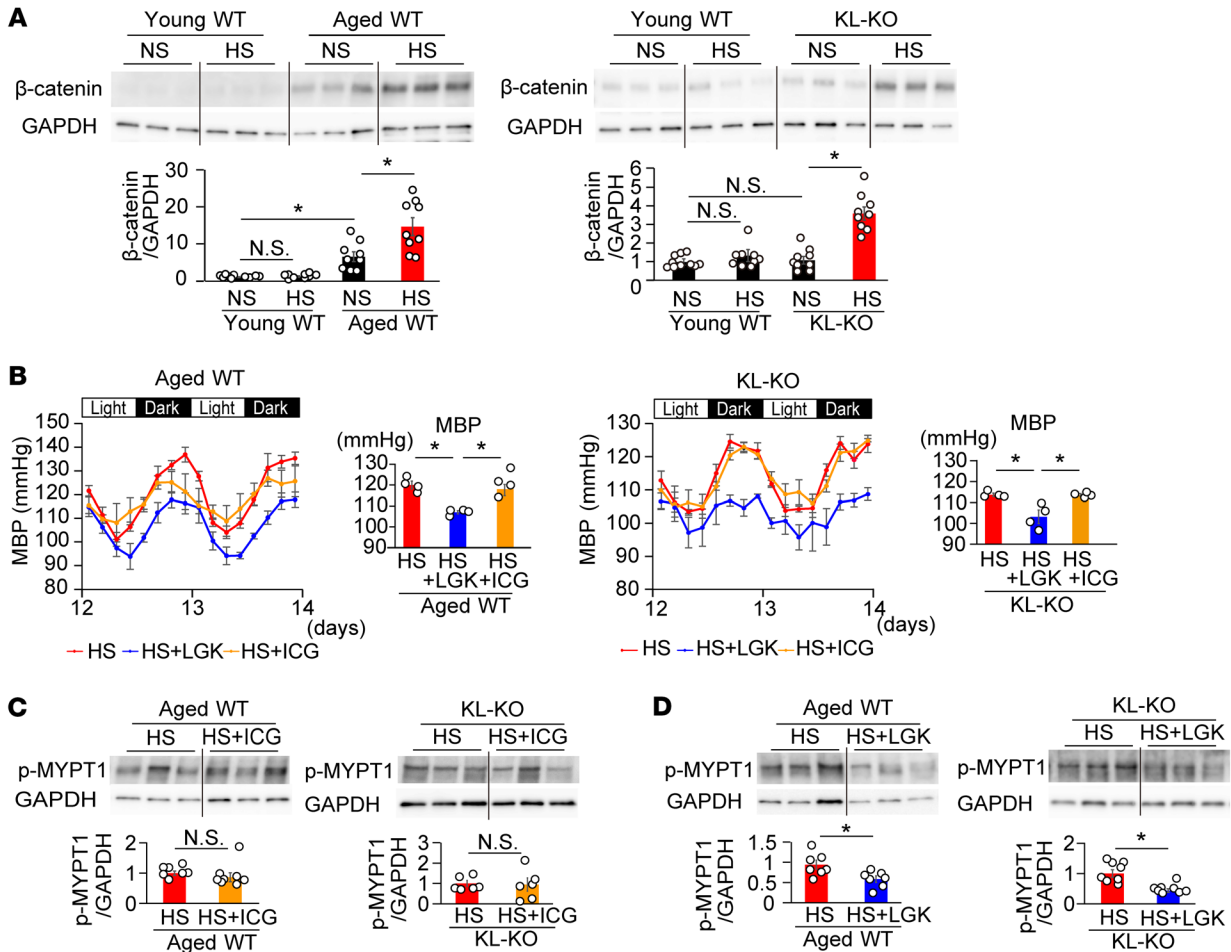 A
Young WT Aged WT
NS HS NS HS
β-catenin
GAPDH
β-catenin
/GAPDH
30
20
10
0
*
N.S.
*
NS HS NS HS
Young WT Aged WT
Young WT KL-KO
NS HS NS HS
β-catenin
GAPDH
β-catenin
/GAPDH
6
5
4
3
2
1
0
N.S.
N.S.
*
NS HS NS HS
Young WT KL-KO
B
Aged WT
Light Dark Light Dark
MBP (mmHg)
150
140
130
120
110
100
90
80
12 13 14
(days)
HS HS+LGK HS+ICG
MBP
(mmHg)
130
120
110
100
90
* *
HS HS HS
+LGK +ICG
Aged WT
KL-KO
Light Dark Light Dark
MBP (mmHg)
130
120
110
100
90
80
12 13 14
(days)
HS HS+LGK HS+ICG
MBP
(mmHg)
130
120
110
100
90
* *
HS HS HS
+LGK +ICG
KL-KO
C
Aged WT
HS HS+ICG
p-MYPT1
GAPDH
p-MYPT1
/GAPDH
2
1
0
N.S.
HS HS+ICG
Aged WT
KL-KO
HS HS+ICG
p-MYPT1
GAPDH
p-MYPT1
/GAPDH
3
2
1
0
N.S.
HS HS+ICG
KL-KO
D
Aged WT
HS HS+LGK
p-MYPT1
GAPDH
p-MYPT1
/GAPDH
1.5
1
0.5
0
*
HS HS+LGK
Aged WT
KL-KO
HS HS+LGK
p-MYPT1
GAPDH
p-MYPT1
/GAPDH
2
1
0
*
HS HS+LGK
KL-KO